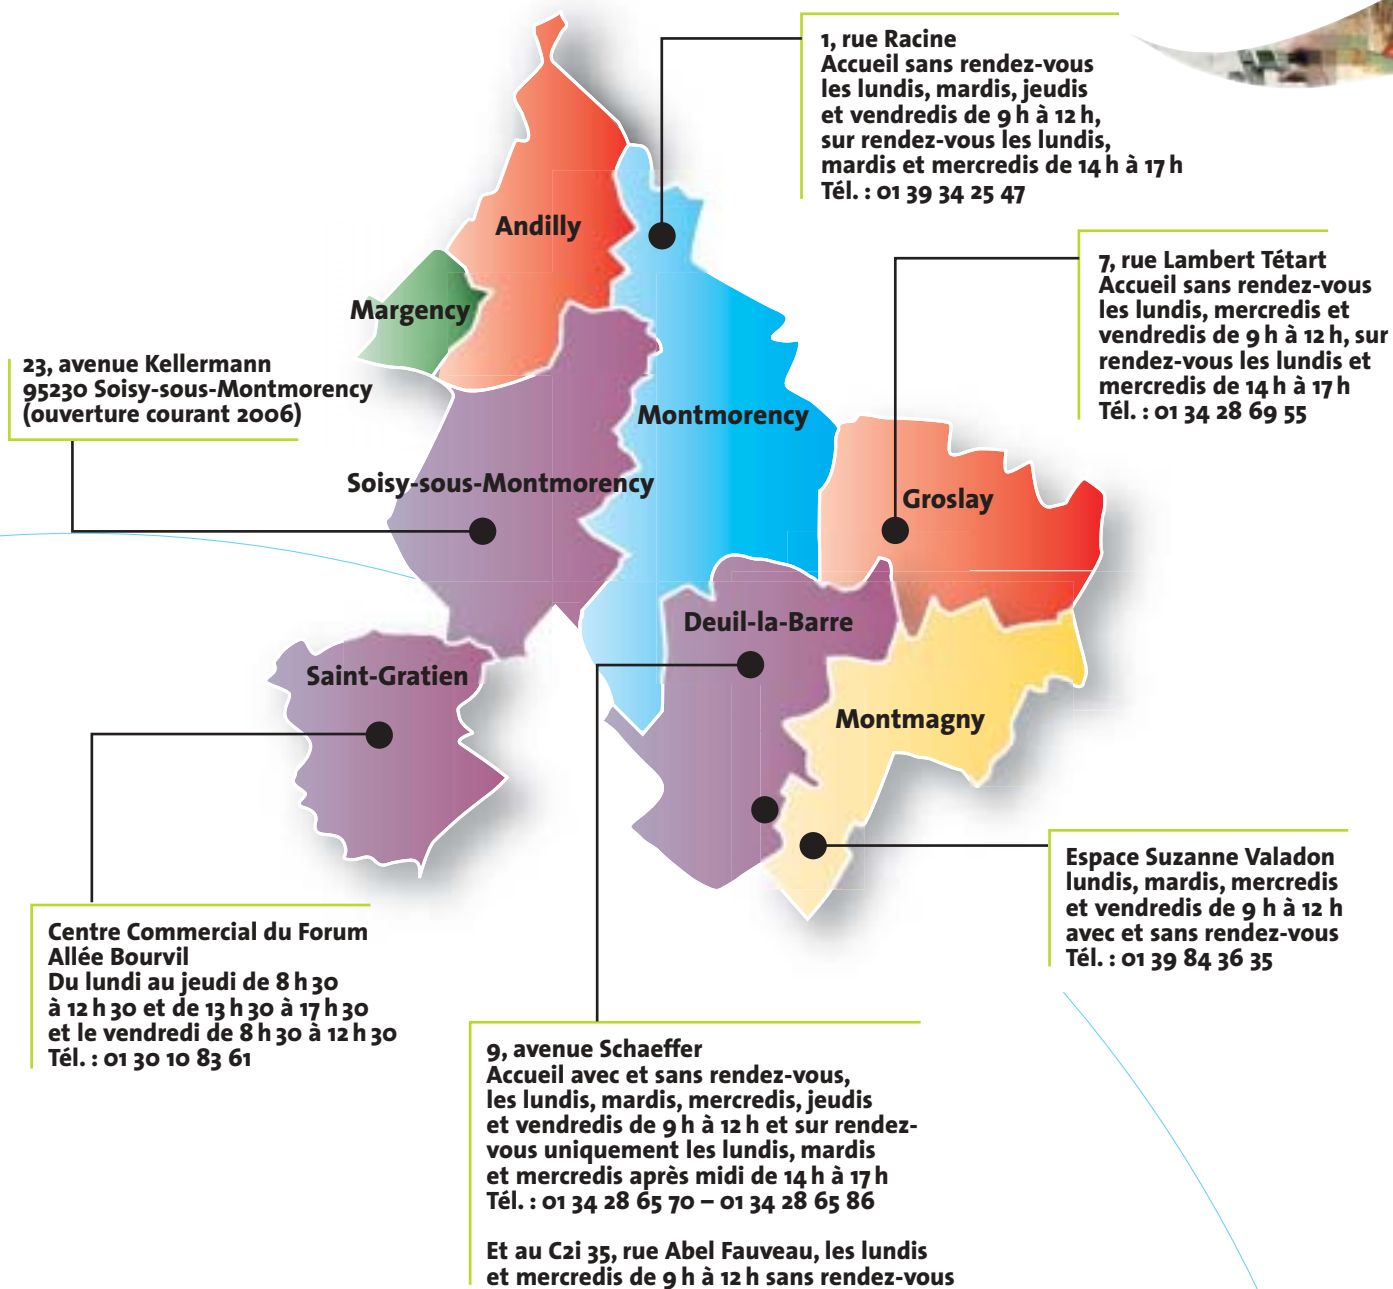 1, rue Racine
Accueil sans rendez-vous
les lundis, mardis, jeudis
et vendredis de 9 h à 12 h,
sur rendez-vous les lundis,
mardis et mercredis de 14 h à 17 h
Tél. : 01 39 34 25 47
Andilly
7, rue Lambert Tétart
Accueil sans rendez-vous
les lundis, mercredis et
vendredis de 9 h à 12 h, sur
rendez-vous les lundis et
mercredis de 14 h à 17 h
Tél. : 01 34 28 69 55
Margency
23, avenue Kellermann
95230 Soisy-sous-Montmorency
(ouverture courant 2006)
Montmorency
Soisy-sous-Montmorency
Groslay
Deuil-la-Barre
Saint-Gratien
Montmagny
Espace Suzanne Valadon
lundis, mardis, mercredis
et vendredis de 9 h à 12 h
avec et sans rendez-vous
Tél. : 01 39 84 36 35
Centre Commercial du Forum
Allée Bourvil
Du lundi au jeudi de 8 h 30
à 12 h 30 et de 13 h 30 à 17 h 30
et le vendredi de 8 h 30 à 12 h 30
Tél. : 01 30 10 83 61
9, avenue Schaeffer
Accueil avec et sans rendez-vous,
les lundis, mardis, mercredis, jeudis
et vendredis de 9 h à 12 h et sur rendez-
vous uniquement les lundis, mardis
et mercredis après midi de 14 h à 17 h
Tél. : 01 34 28 65 70 – 01 34 28 65 86
Et au C2i 35, rue Abel Fauveau, les lundis
et mercredis de 9 h à 12 h sans rendez-vous